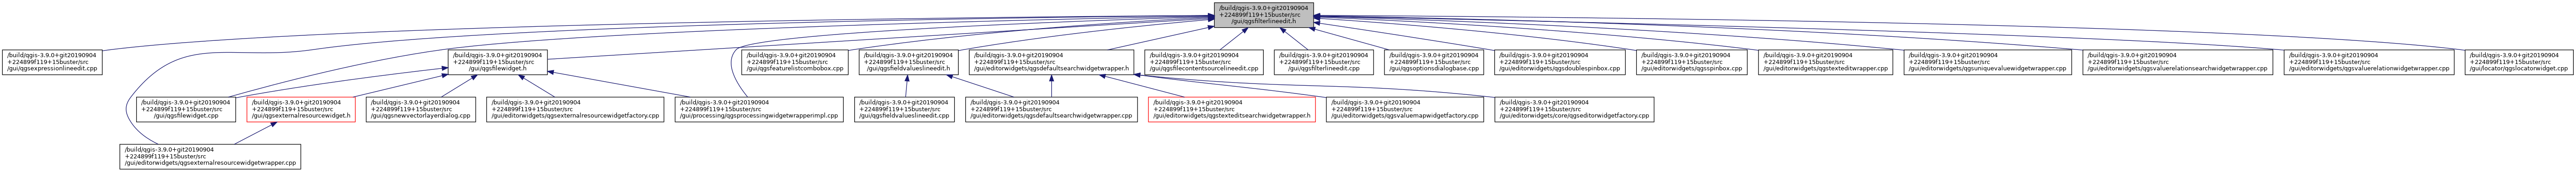 /build/qgis-3.9.0+git20190904
+224899f119+15buster/src
/gui/qgsfilterlineedit.h
/build/qgis-3.9.0+git20190904
+224899f119+15buster/src
/gui/qgsexpressionlineedit.cpp
/build/qgis-3.9.0+git20190904
+224899f119+15buster/src
/gui/qgsfilewidget.h
/build/qgis-3.9.0+git20190904
+224899f119+15buster/src
/gui/qgsfeaturelistcombobox.cpp
/build/qgis-3.9.0+git20190904
+224899f119+15buster/src
/gui/qgsfieldvalueslineedit.h
/build/qgis-3.9.0+git20190904
+224899f119+15buster/src
/gui/editorwidgets/qgsdefaultsearchwidgetwrapper.h
/build/qgis-3.9.0+git20190904
+224899f119+15buster/src
/gui/qgsfilecontentsourcelineedit.cpp
/build/qgis-3.9.0+git20190904
+224899f119+15buster/src
/gui/qgsfilterlineedit.cpp
/build/qgis-3.9.0+git20190904
+224899f119+15buster/src
/gui/qgsoptionsdialogbase.cpp
/build/qgis-3.9.0+git20190904
+224899f119+15buster/src
/gui/editorwidgets/qgsdoublespinbox.cpp
/build/qgis-3.9.0+git20190904
+224899f119+15buster/src
/gui/editorwidgets/qgsspinbox.cpp
/build/qgis-3.9.0+git20190904
+224899f119+15buster/src
/gui/editorwidgets/qgstexteditwrapper.cpp
/build/qgis-3.9.0+git20190904
+224899f119+15buster/src
/gui/editorwidgets/qgsuniquevaluewidgetwrapper.cpp
/build/qgis-3.9.0+git20190904
+224899f119+15buster/src
/gui/editorwidgets/qgsvaluerelationsearchwidgetwrapper.cpp
/build/qgis-3.9.0+git20190904
+224899f119+15buster/src
/gui/editorwidgets/qgsvaluerelationwidgetwrapper.cpp
/build/qgis-3.9.0+git20190904
+224899f119+15buster/src
/gui/locator/qgslocatorwidget.cpp
/build/qgis-3.9.0+git20190904
+224899f119+15buster/src
/gui/qgsfilewidget.cpp
/build/qgis-3.9.0+git20190904
+224899f119+15buster/src
/gui/qgsexternalresourcewidget.h
/build/qgis-3.9.0+git20190904
+224899f119+15buster/src
/gui/qgsnewvectorlayerdialog.cpp
/build/qgis-3.9.0+git20190904
+224899f119+15buster/src
/gui/editorwidgets/qgsexternalresourcewidgetfactory.cpp
/build/qgis-3.9.0+git20190904
+224899f119+15buster/src
/gui/processing/qgsprocessingwidgetwrapperimpl.cpp
/build/qgis-3.9.0+git20190904
+224899f119+15buster/src
/gui/qgsfieldvalueslineedit.cpp
/build/qgis-3.9.0+git20190904
+224899f119+15buster/src
/gui/editorwidgets/qgsdefaultsearchwidgetwrapper.cpp
/build/qgis-3.9.0+git20190904
+224899f119+15buster/src
/gui/editorwidgets/qgstexteditsearchwidgetwrapper.h
/build/qgis-3.9.0+git20190904
+224899f119+15buster/src
/gui/editorwidgets/qgsvaluemapwidgetfactory.cpp
/build/qgis-3.9.0+git20190904
+224899f119+15buster/src
/gui/editorwidgets/core/qgseditorwidgetfactory.cpp
/build/qgis-3.9.0+git20190904
+224899f119+15buster/src
/gui/editorwidgets/qgsexternalresourcewidgetwrapper.cpp